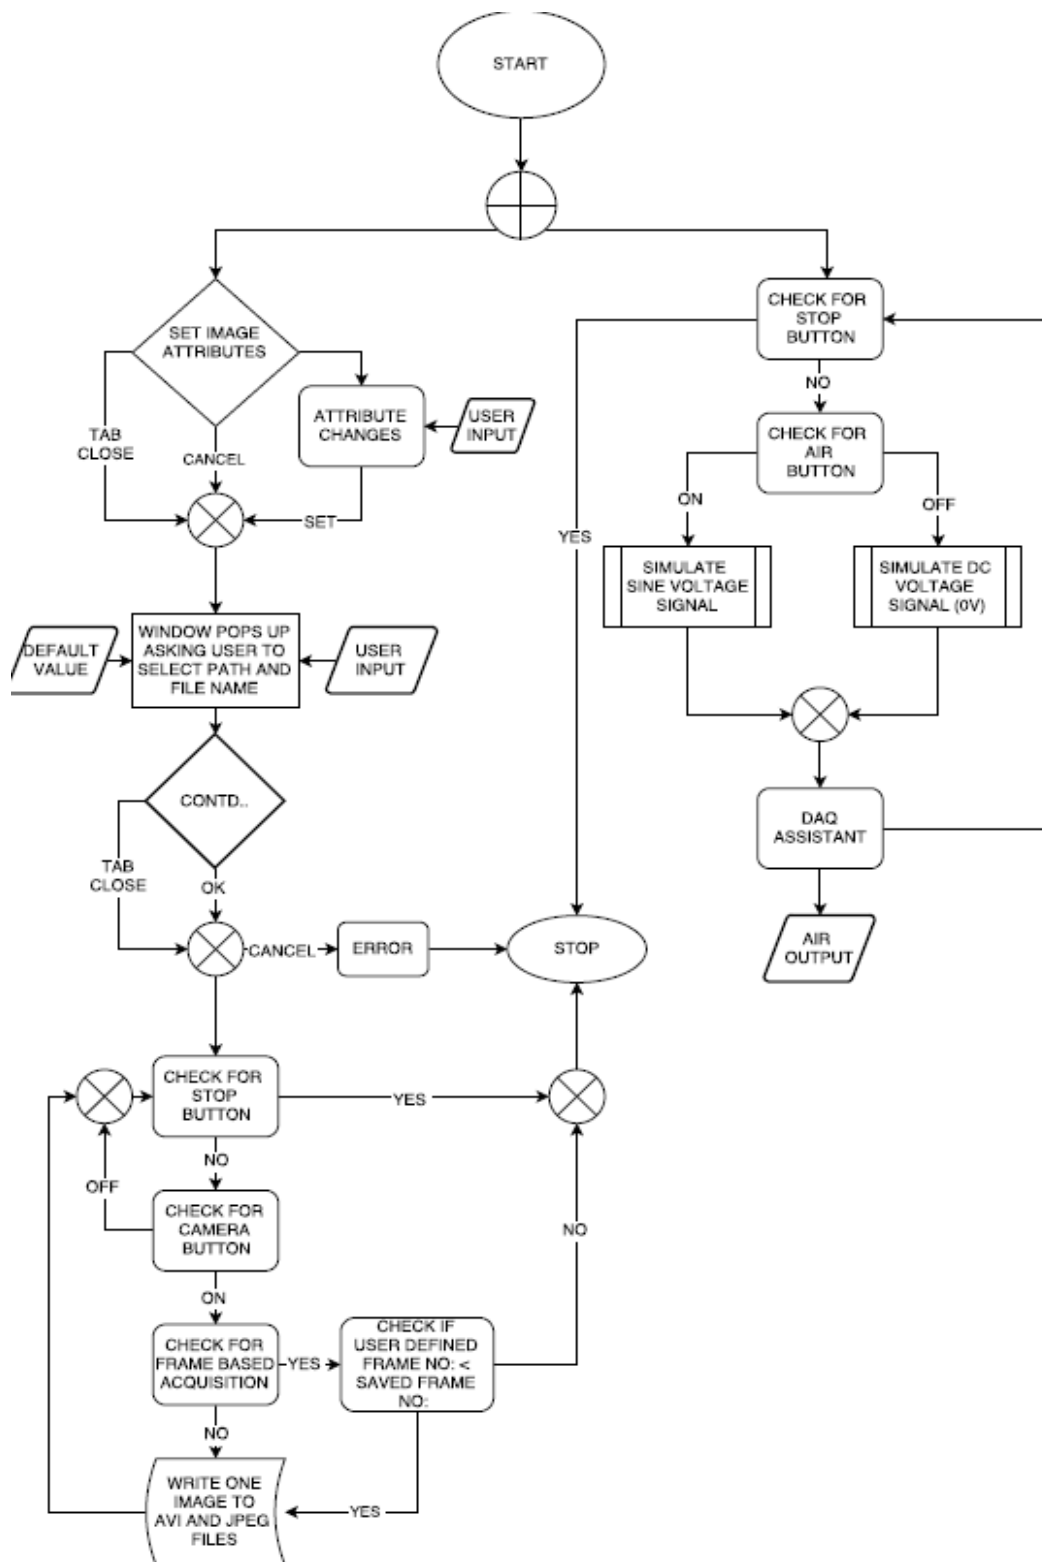 START
SET IMAGE
ATTRIBUTES
CHECK FOR
STOP
BUTTON
NO
ATTRIBUTE
CHANGES
USER
INPUT
TAB
CLOSE
CANCEL
SET
CHECK FOR
AIR
BUTTON
ON
OFF
YES
SIMULATE
SINE VOLTAGE
SIGNAL
SIMULATE DC
VOLTAGE
SIGNAL (0V)
DEFAULT
VALUE
WINDOW POPS UP
ASKING USER TO
SELECT PATH AND
FILE NAME
USER
INPUT
CONTD..
DAQ
ASSISTANT
TAB
CLOSE
OK
CANCEL
ERROR
STOP
AIR
OUTPUT
CHECK FOR
STOP
BUTTON
YES
NO
OFF
CHECK FOR
CAMERA
BUTTON
NO
ON
CHECK FOR
FRAME BASED
ACQUISITION
YES
CHECK IF
USER DEFINED
FRAME NO: <
SAVED FRAME
NO:
NO
WRITE ONE
IMAGE TO
AVI AND JPEG
FILES
YES